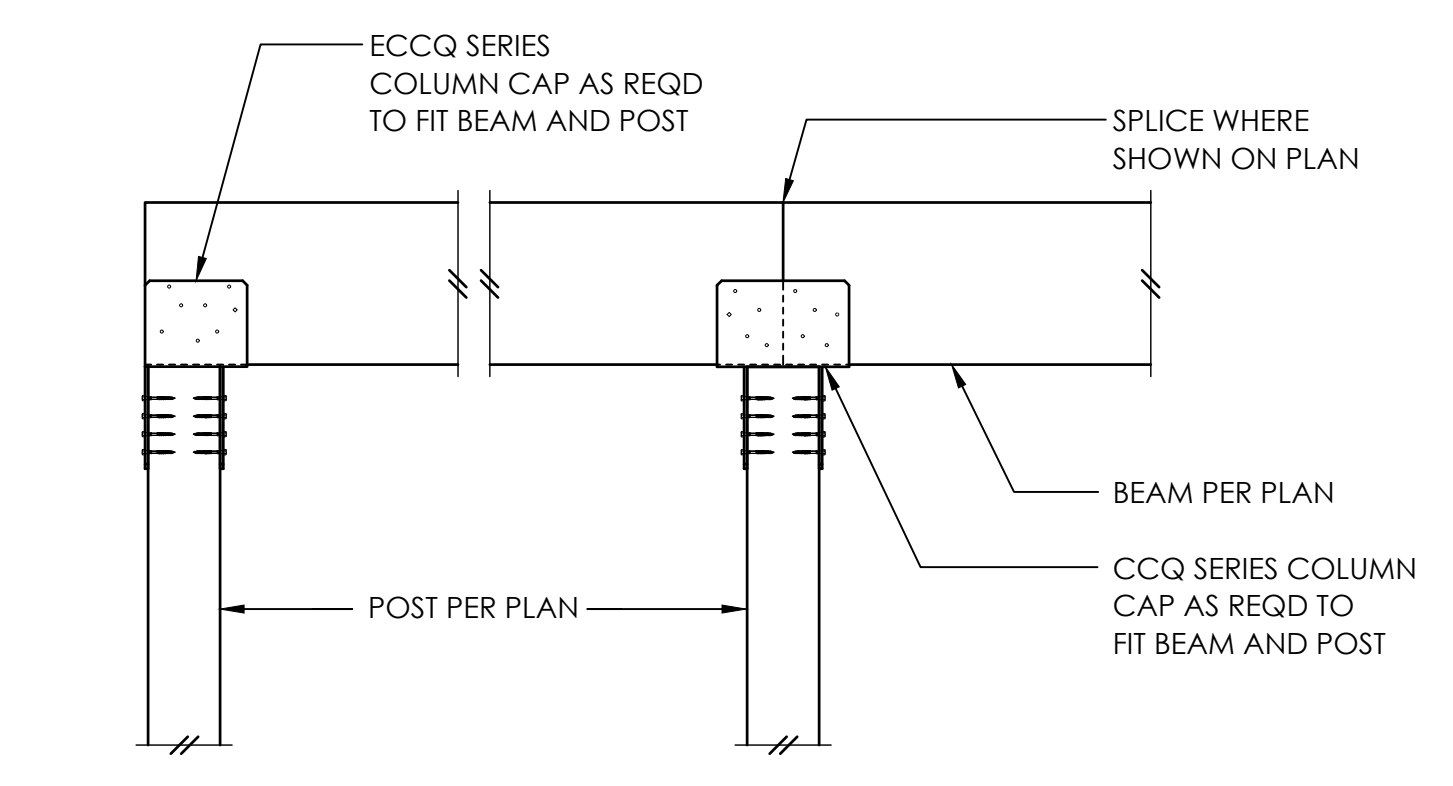 ECCQ SERIES
COLUMN CAP AS REQD
TO FIT BEAM AND POST
SPLICE WHERE
SHOWN ON PLAN
BEAM PER PLAN
CCQ SERIES COLUMN
CAP AS REQD TO
FIT BEAM AND POST
POST PER PLAN